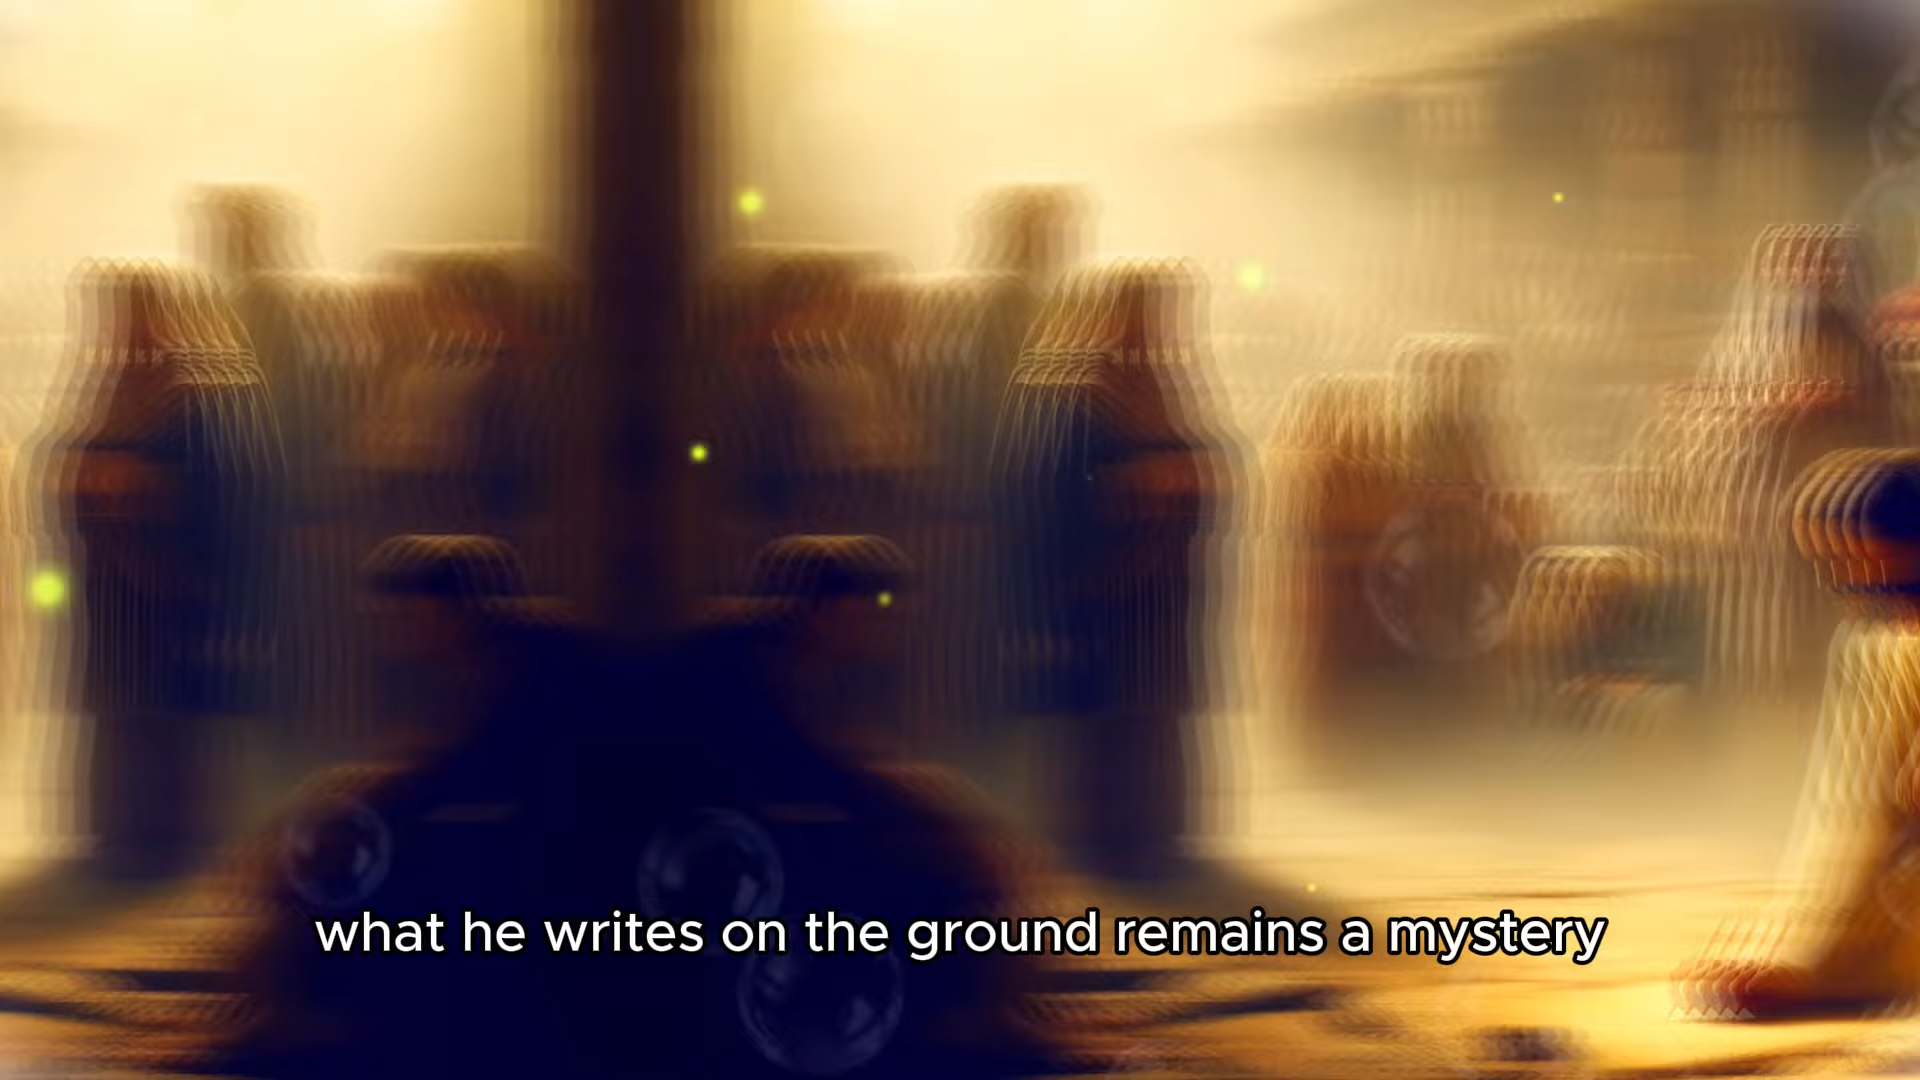 what he writes on the ground remains a mystery